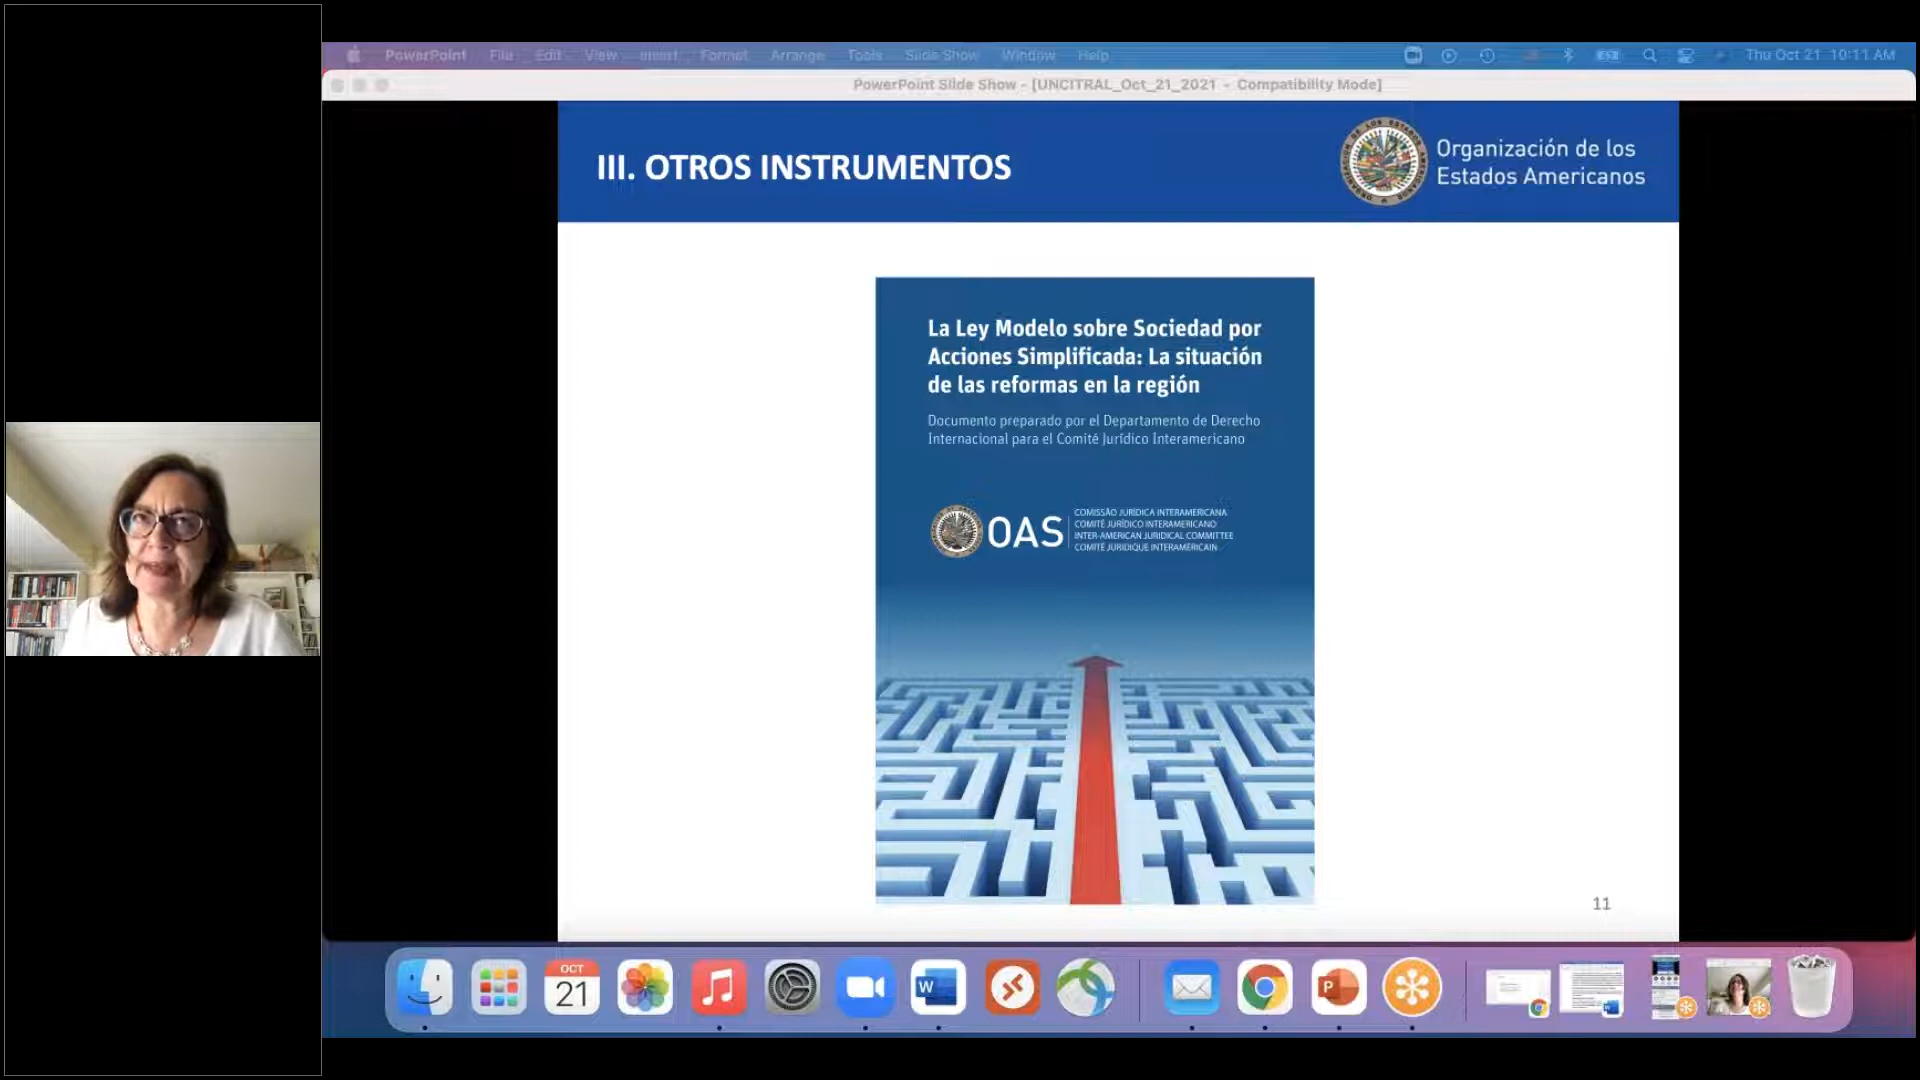 PowerPoint File Edit View Insert Format Arrange Tools Slide Show Window Help Thu Oct 21 10:11 AM
PowerPoint Slide Show - [UNCITRAL_Oct_21_2021 - Compatibility Mode]
III. OTROS INSTRUMENTOS
Organización de los
Estados Americanos
La Ley Modelo sobre Sociedad por
Acciones Simplificada: La situación
de las reformas en la región
Documento preparado por el Departamento de Derecho
Internacional para el Comité Jurídico Interamericano
OAS
COMISSÃO JURÍDICA INTERAMERICANA
COMITÉ JURÍDICO INTERAMERICANO
INTER-AMERICAN JURIDICAL COMMITTEE
COMITÉ JURIDIQUE INTERAMERICAIN
11
OCT
21
W
P